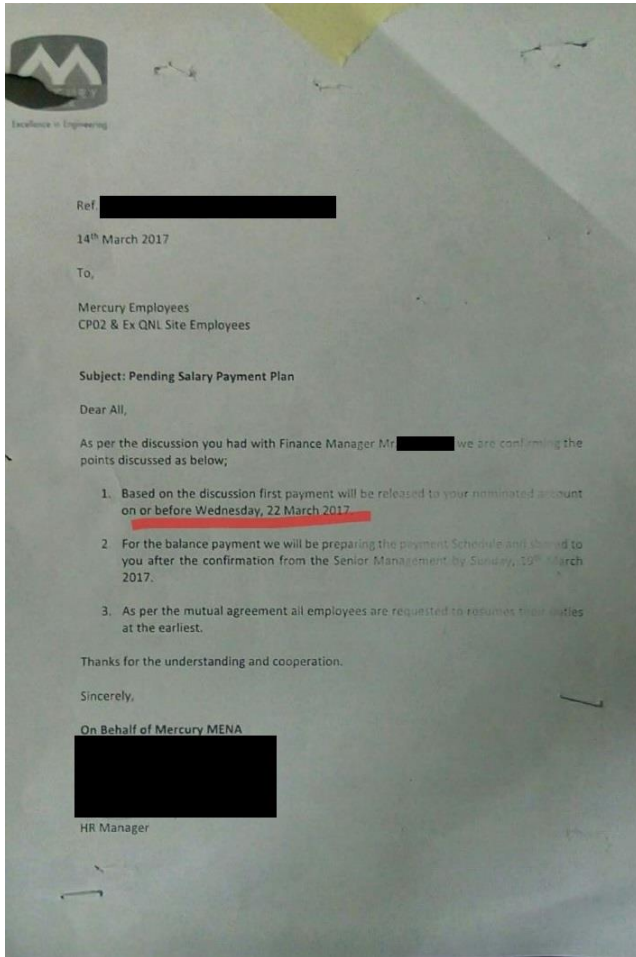 Excellence in Engineering
Ref.
14th March 2017
To,
Mercury Employees
CP02 & Ex QNL Site Employees
Subject: Pending Salary Payment Plan
Dear All,
As per the discussion you had with Finance Manager Mr we are confirming the
points discussed as below;
1. Based on the discussion first payment will be released to your nominated account
on or before Wednesday, 22 March 2017.
2 For the balance payment we will be preparing the payment Schedule and shared to
you after the confirmation from the Senior Management by Sunday, 19th March
2017.
3. As per the mutual agreement all employees are requested to resumes their duties
at the earliest.
Thanks for the understanding and cooperation.
Sincerely,
On Behalf of Mercury MENA
HR Manager